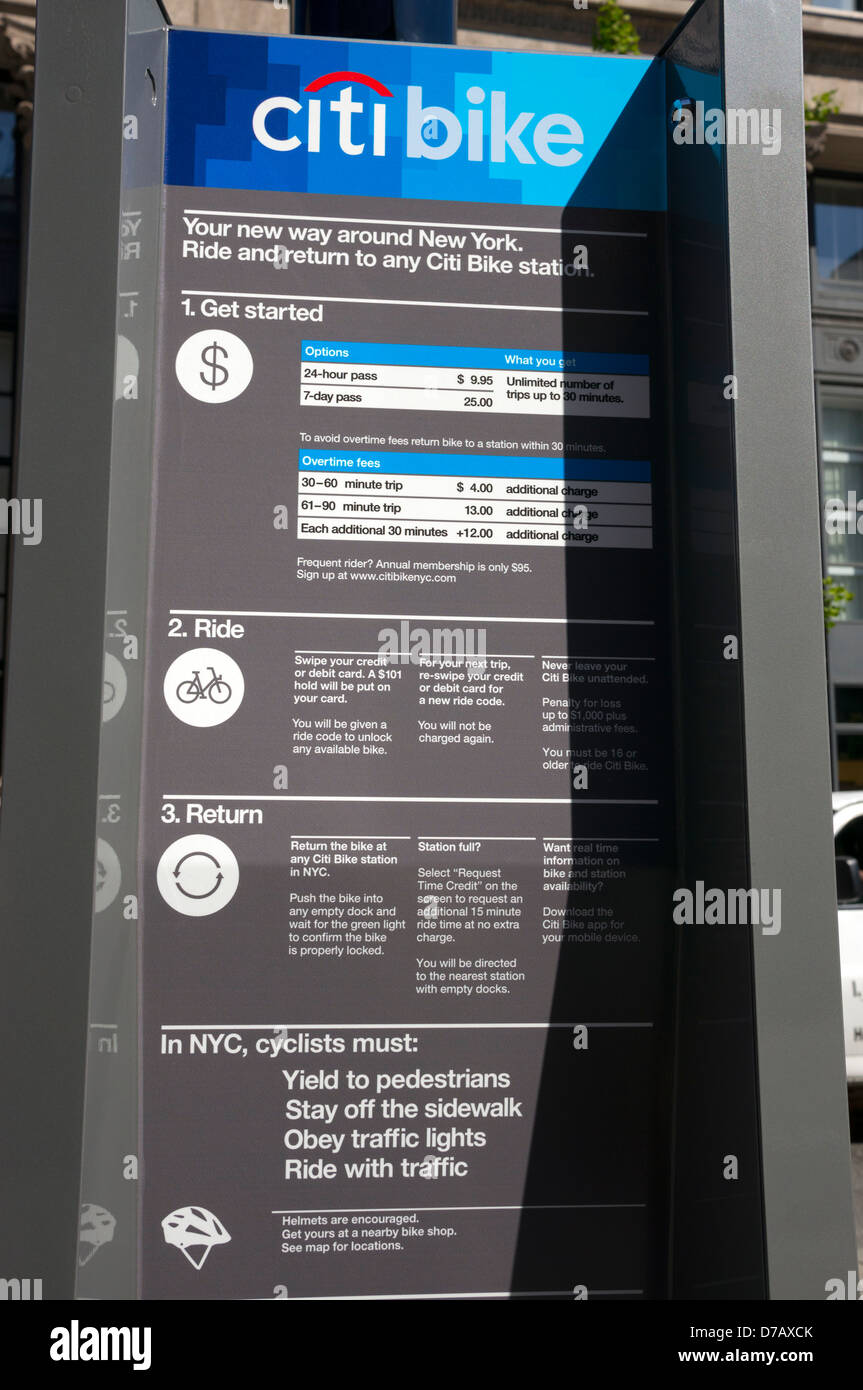 citi bike
Your new way around New York.
Ride and return to any Citi Bike station.
1. Get started
$
Options What you get
24-hour pass $ 9.95 Unlimited number of
7-day pass 25.00 trips up to 30 minutes.
To avoid overtime fees return bike to a station within 30 minutes.
Overtime fees
30–60 minute trip $ 4.00 additional charge
61–90 minute trip 13.00 additional charge
Each additional 30 minutes +12.00 additional charge
Frequent rider? Annual membership is only $95.
Sign up at www.citibikenyc.com
2. Ride
Swipe your credit
or debit card. A $101
hold will be put on
your card.
You will be given a
ride code to unlock
any available bike.
For your next trip,
re-swipe your credit
or debit card for
a new ride code.
You will not be
charged again.
Never leave your
Citi Bike unattended.
Penalty for loss
up to $1,000 plus
administrative fees.
You must be 16 or
older to ride Citi Bike.
3. Return
Return the bike at
any Citi Bike station
in NYC.
Push the bike into
any empty dock and
wait for the green light
to confirm the bike
is properly locked.
Station full?
Select “Request
Time Credit” on the
screen to request an
additional 15 minute
ride time at no extra
charge.
You will be directed
to the nearest station
with empty docks.
Want real time
information on
bike and station
availability?
Download the
Citi Bike app for
your mobile device.
In NYC, cyclists must:
Yield to pedestrians
Stay off the sidewalk
Obey traffic lights
Ride with traffic
Helmets are encouraged.
Get yours at a nearby bike shop.
See map for locations.
alamy stock photo
D7AXCK
www.alamy.com